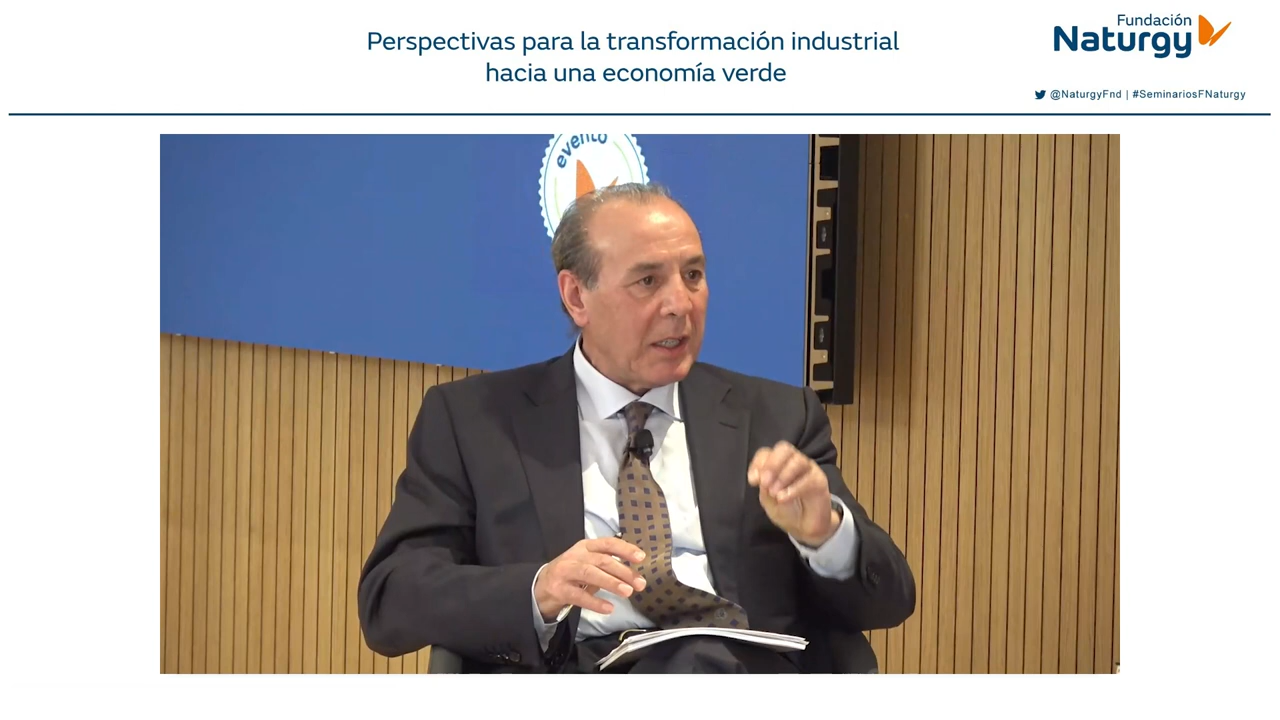 Perspectivas para la transformación industrial
hacia una economía verde
Fundación
Naturgy
@NaturgyFnd | #SeminariosFNaturgy
evento